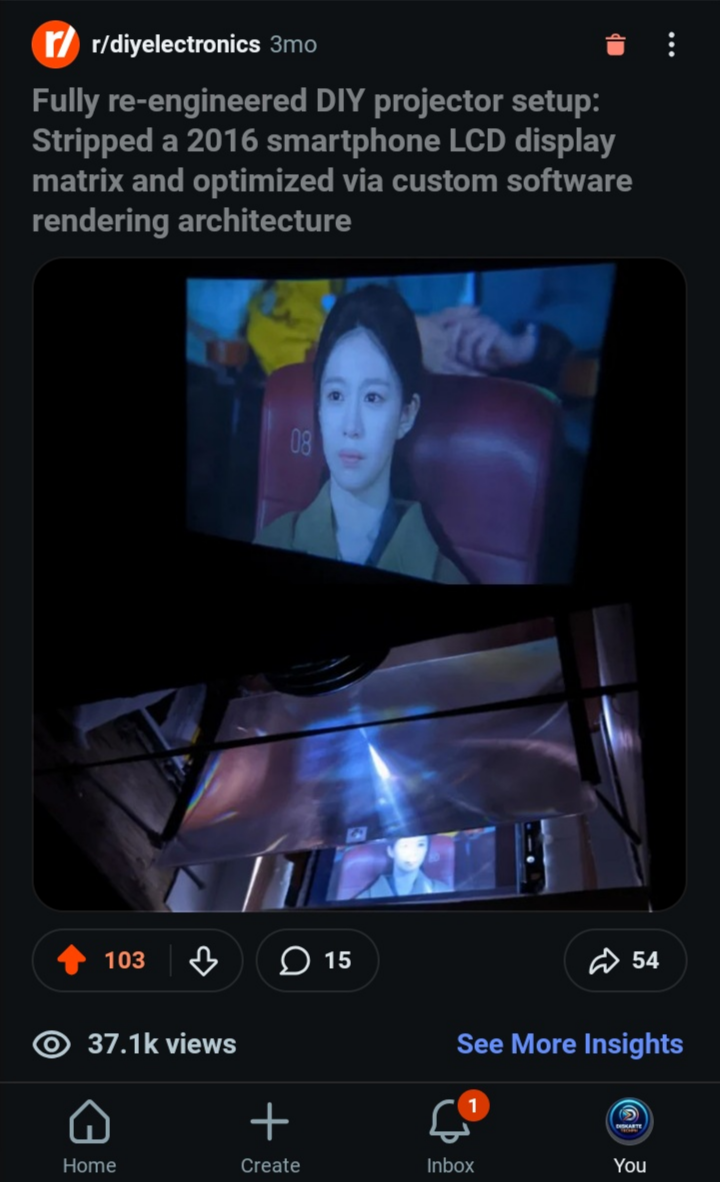 r/diyelectronics 3mo
Fully re-engineered DIY projector setup:
Stripped a 2016 smartphone LCD display
matrix and optimized via custom software
rendering architecture
08
103
15
54
37.1k views
See More Insights
1
Home
Create
Inbox
You